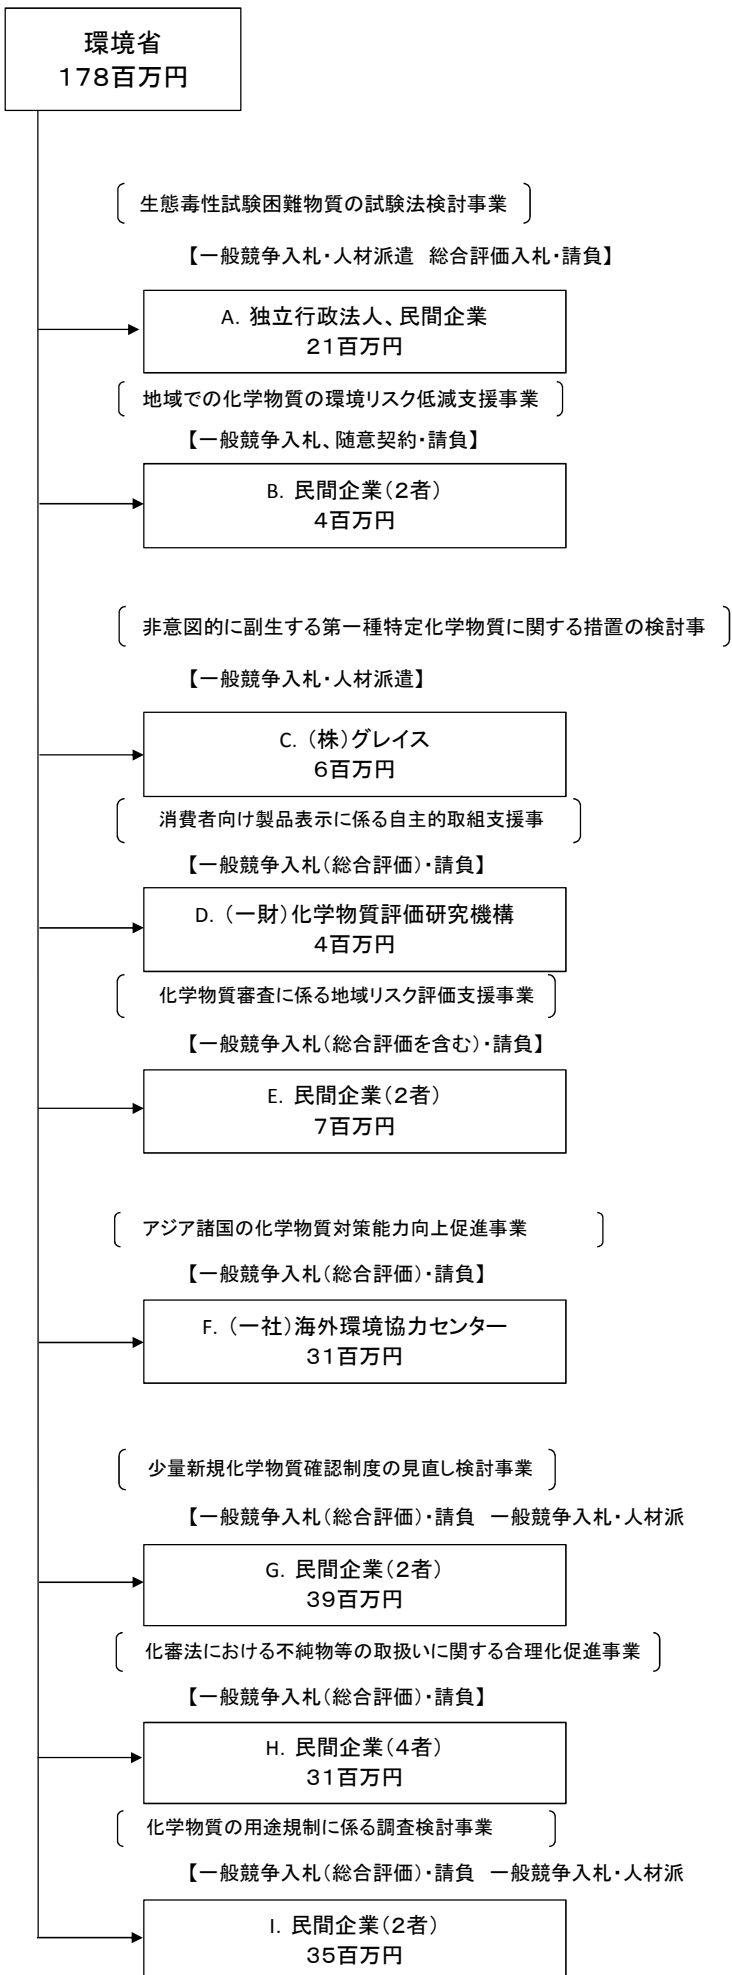 環境省
178百万円
生態毒性試験困難物質の試験法検討事業
【一般競争入札・人材派遣　総合評価入札・請負】
A. 独立行政法人、民間企業
21百万円
地域での化学物質の環境リスク低減支援事業
【一般競争入札、随意契約・請負】
B. 民間企業(2者)
4百万円
非意図的に副生する第一種特定化学物質に関する措置の検討事
【一般競争入札・人材派遣】
C. (株)グレイス
6百万円
消費者向け製品表示に係る自主的取組支援事
【一般競争入札(総合評価)・請負】
D. (一財)化学物質評価研究機構
4百万円
化学物質審査に係る地域リスク評価支援事業
【一般競争入札(総合評価を含む)・請負】
E. 民間企業(2者)
7百万円
アジア諸国の化学物質対策能力向上促進事業
【一般競争入札(総合評価)・請負】
F. (一社)海外環境協力センター
31百万円
少量新規化学物質確認制度の見直し検討事業
【一般競争入札(総合評価)・請負　一般競争入札・人材派
G. 民間企業(2者)
39百万円
化審法における不純物等の取扱いに関する合理化促進事業
【一般競争入札(総合評価)・請負】
H. 民間企業(4者)
31百万円
化学物質の用途規制に係る調査検討事業
【一般競争入札(総合評価)・請負　一般競争入札・人材派
I. 民間企業(2者)
35百万円